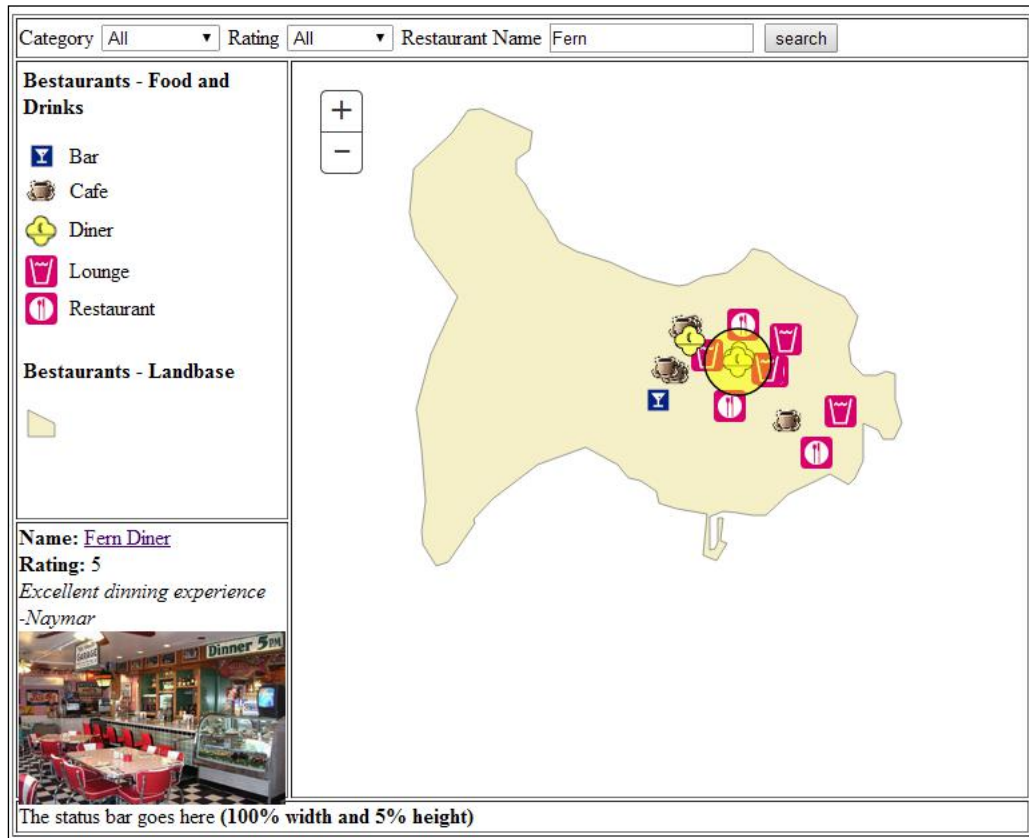 Category All Rating All Restaurant Name Fern search
Bestaurants - Food and
Drinks
Bar
Cafe
Diner
Lounge
Restaurant
Bestaurants - Landbase
+
−
Name: Fern Diner
Rating: 5
Excellent dinning experience
-Naymar
Dinner 5PM
GARAGE
The status bar goes here (100% width and 5% height)